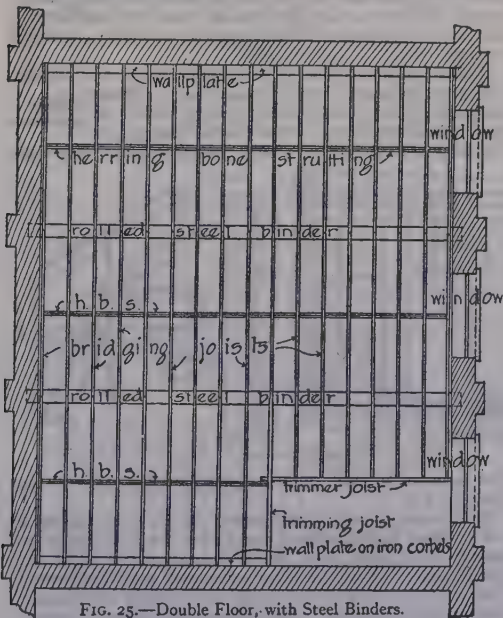 wall plate
window
herring bone strutting
rolled steel binder
h. b. s.
window
bridging joists
rolled steel binder
window
h. b. s.
trimmer joist
trimming joist
wall plate on iron corbels
FIG. 25.—Double Floor, with Steel Binders.